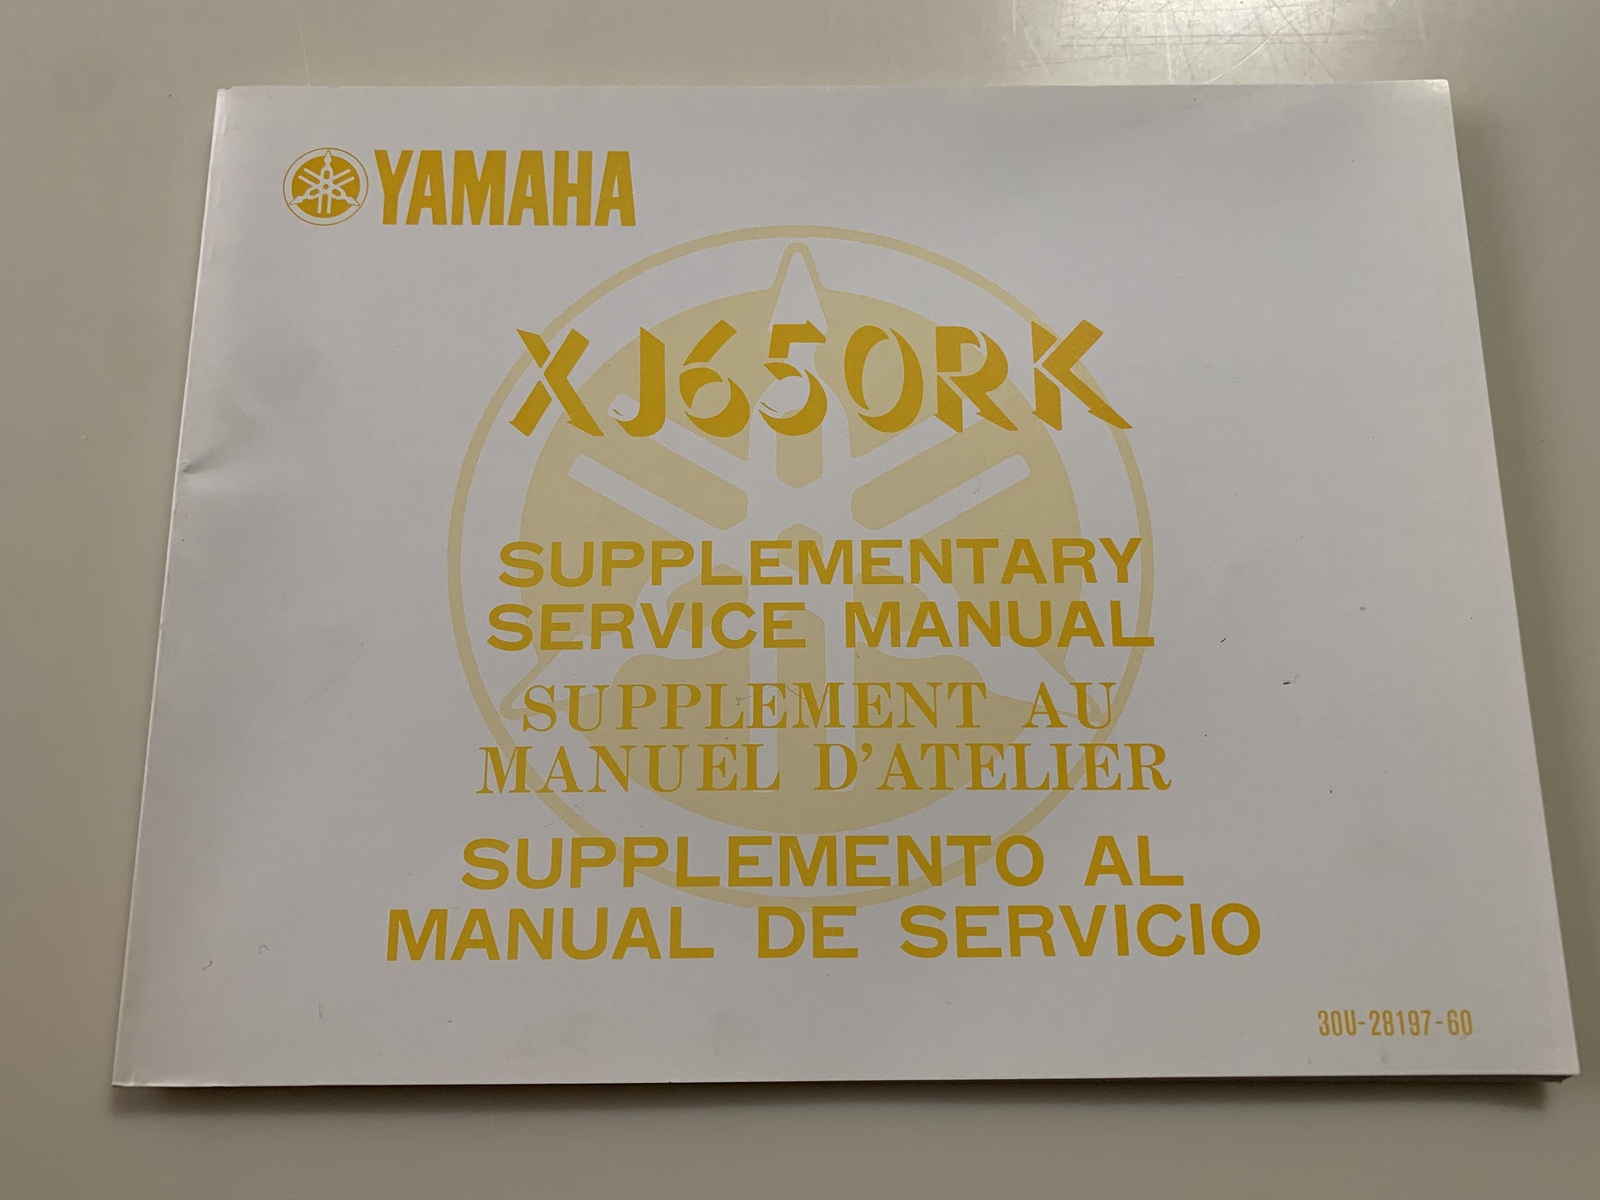 YAMAHA
XJ650RK
SUPPLEMENTARY
SERVICE MANUAL
SUPPLEMENT AU
MANUEL D'ATELIER
SUPPLEMENTO AL
MANUAL DE SERVICIO
30U-28197-60